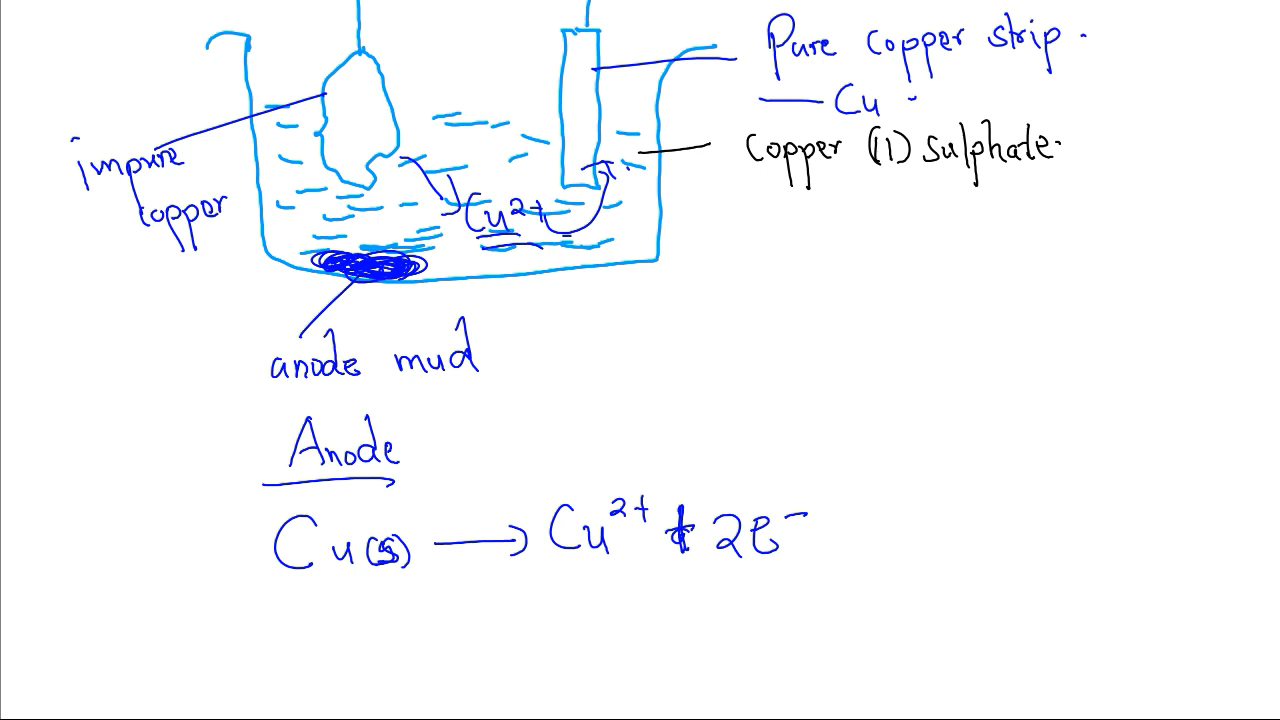 Pure copper strip.
— Cu.
copper (II) sulphate.
impure
copper
Cu²⁺
anode mud
Anode
Cu(s) ⟶ Cu²⁺ + 2e⁻